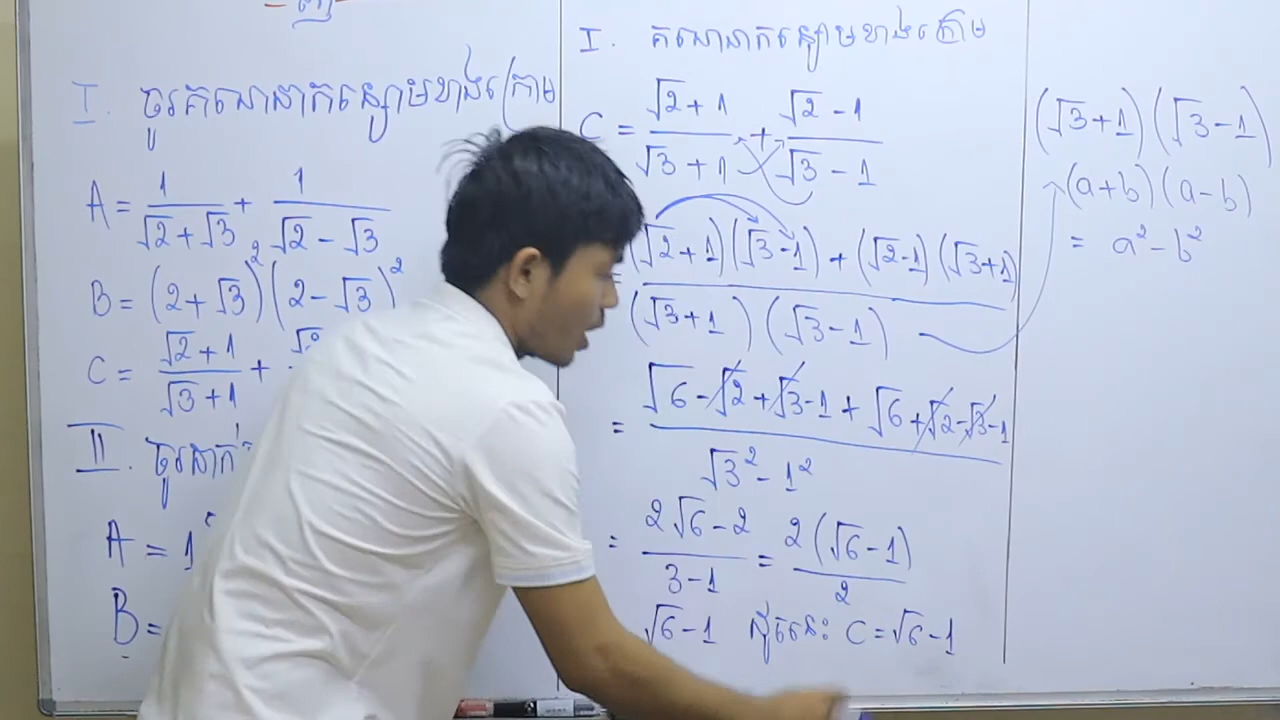 I. ចូរគណនាកន្សោមខាងក្រោម
A = 1/(√2 + √3) + 1/(√2 − √3)
B = (2 + √3)² (2 − √3)²
C = (√2 + 1)/(√3 + 1) +
II. ចូរដាក់
A = 1
B =
I. គណនាកន្សោមខាងក្រោម
C = (√2 + 1)/(√3 + 1) + (√2 − 1)/(√3 − 1)
((√2 + 1)(√3 − 1) + (√2 − 1)(√3 + 1))/((√3 + 1)(√3 − 1))
= (√6 − √2 + √3 − 1 + √6 + √2 − √3 − 1)/(√3² − 1²)
= (2√6 − 2)/(3 − 1) = 2(√6 − 1)/2
√6 − 1 ដូចនេះ C = √6 − 1
(√3 + 1)(√3 − 1)
(a + b)(a − b)
= a² − b²